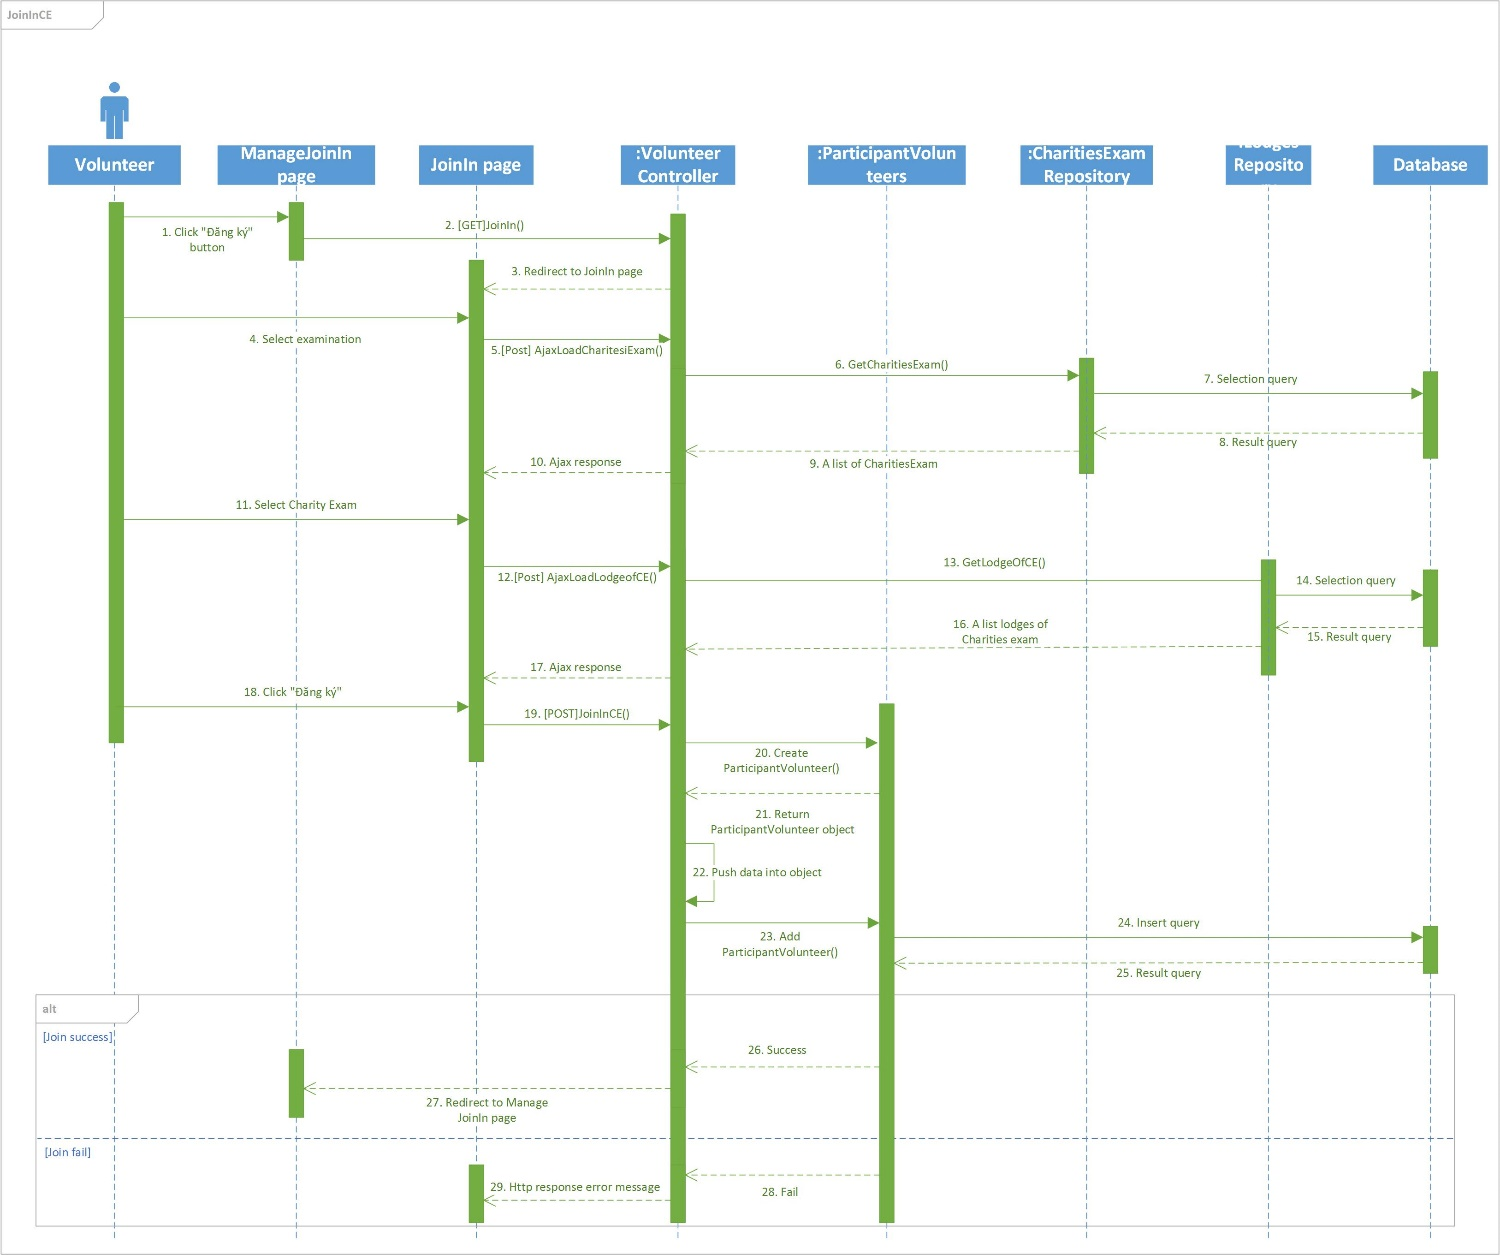 JoinInCE
Volunteer
ManageJoinIn
page
JoinIn page
:Volunteer
Controller
:ParticipantVolun
teers
:CharitiesExam
Repository
Reposito
Database
1. Click "Đăng ký"
button
2. [GET]JoinIn()
3. Redirect to JoinIn page
4. Select examination
5.[Post] AjaxLoadCharitesiExam()
6. GetCharitiesExam()
7. Selection query
8. Result query
9. A list of CharitiesExam
10. Ajax response
11. Select Charity Exam
12.[Post] AjaxLoadLodgeofCE()
13. GetLodgeOfCE()
14. Selection query
15. Result query
16. A list lodges of
Charities exam
17. Ajax response
18. Click "Đăng ký"
19. [POST]JoinInCE()
20. Create
ParticipantVolunteer()
21. Return
ParticipantVolunteer object
22. Push data into object
23. Add
ParticipantVolunteer()
24. Insert query
25. Result query
alt
[Join success]
26. Success
27. Redirect to Manage
JoinIn page
[Join fail]
28. Fail
29. Http response error message